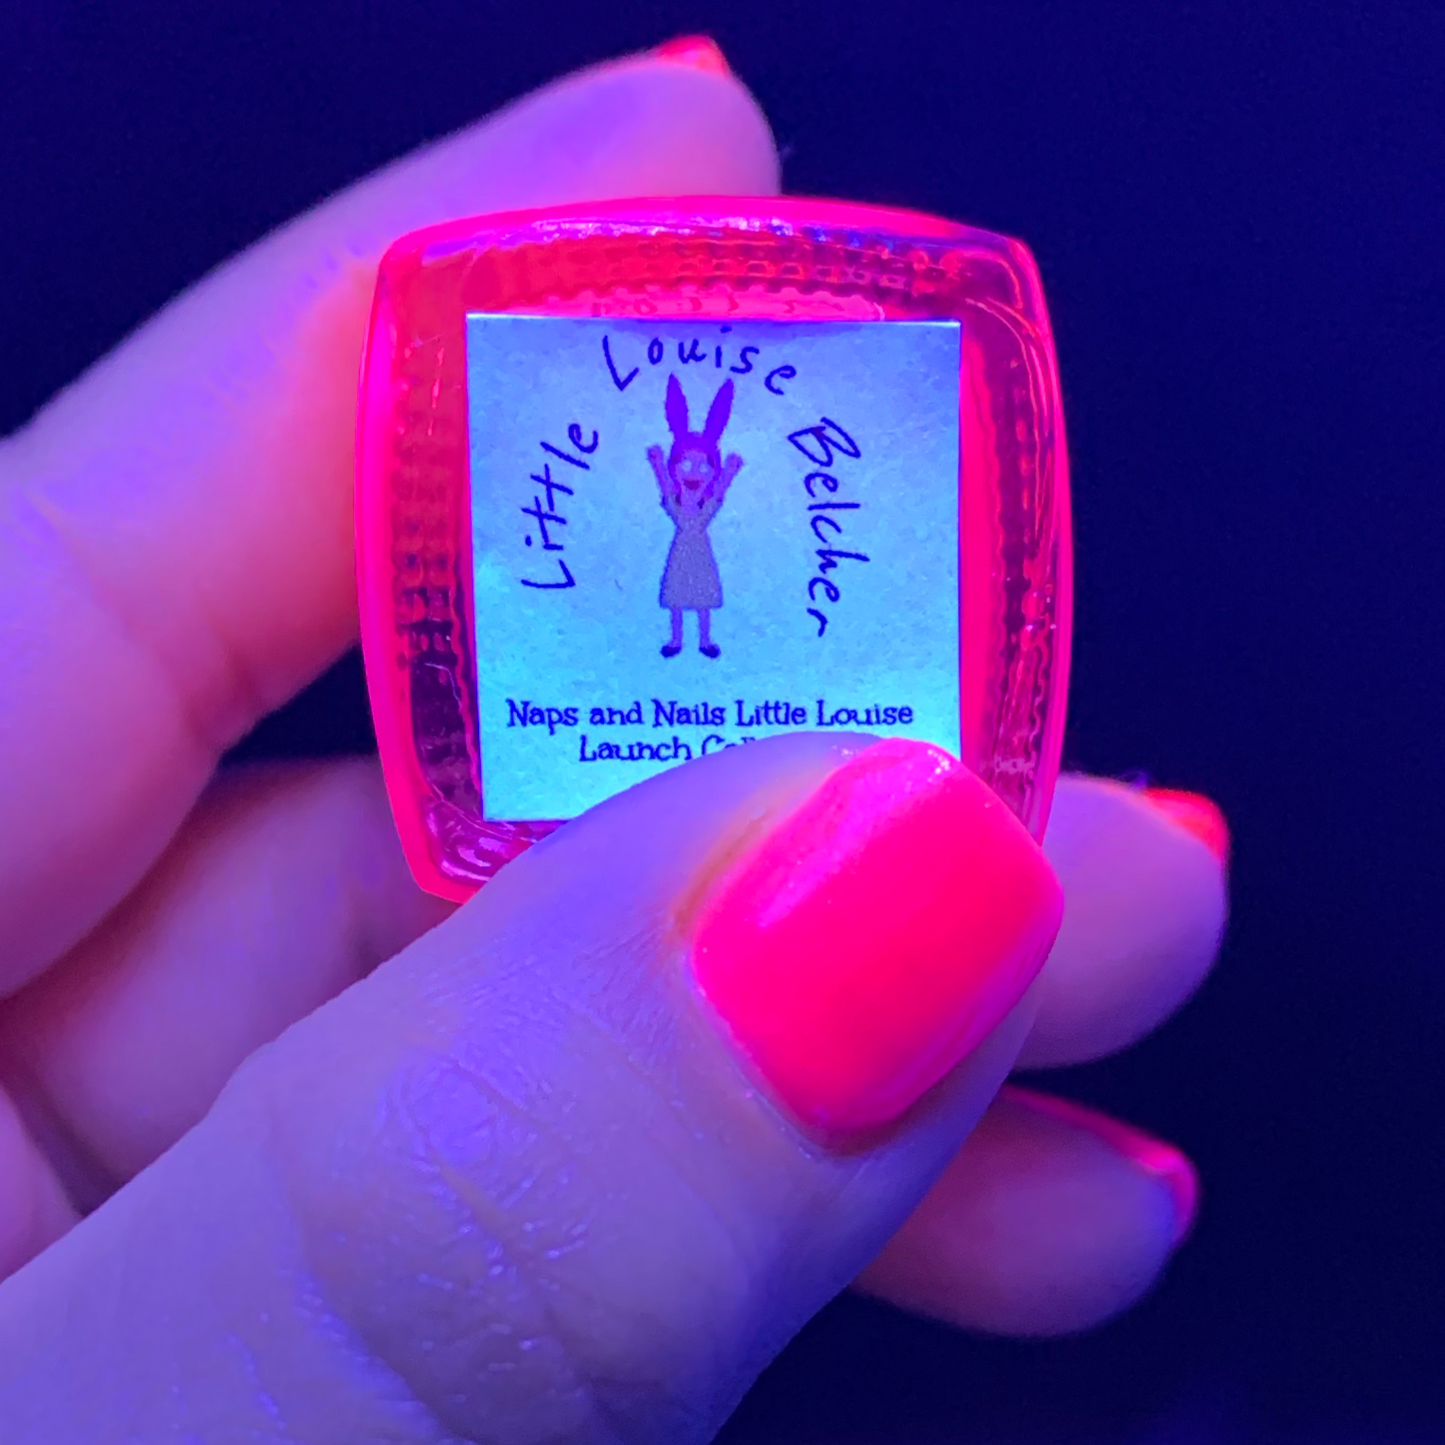 Little Louise Belcher
Naps and Nails Little Louise
Launch